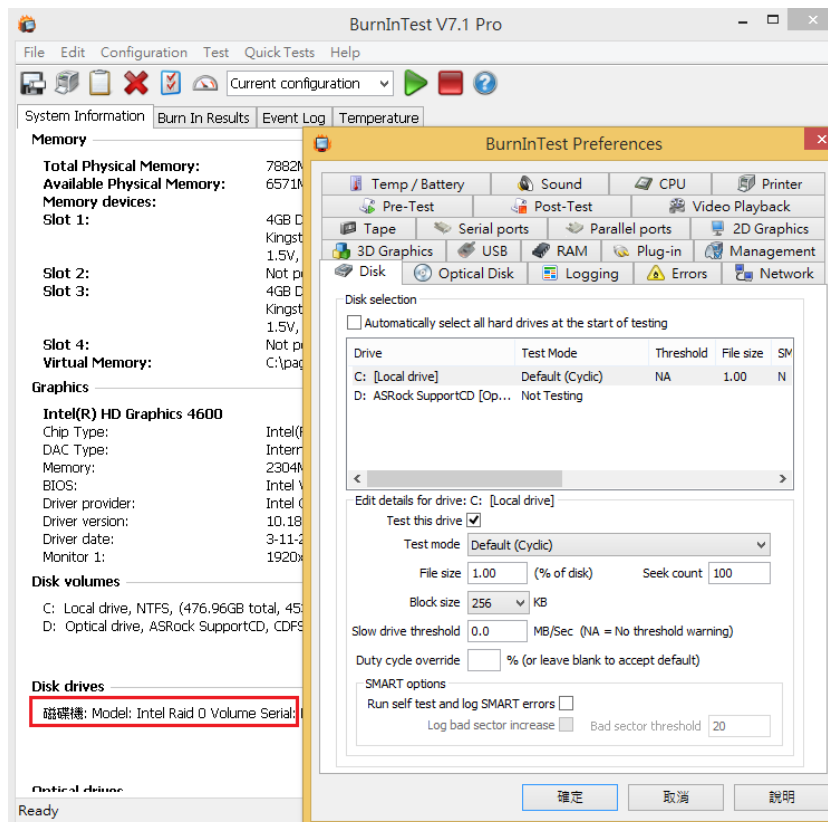 BurnInTest V7.1 Pro
File Edit Configuration Test Quick Tests Help
Current configuration
System Information Burn In Results Event Log Temperature
Memory
Total Physical Memory: 7882M
Available Physical Memory: 6571M
Memory devices:
Slot 1: 4GB D
Kingst
1.5V,
Slot 2: Not p
Slot 3: 4GB D
Kingst
1.5V,
Slot 4: Not p
Virtual Memory: C:\pag
Graphics
Intel(R) HD Graphics 4600
Chip Type: Intel(
DAC Type: Intern
Memory: 2304M
BIOS: Intel V
Driver provider: Intel C
Driver version: 10.18
Driver date: 3-11-2
Monitor 1: 1920x
Disk volumes
C: Local drive, NTFS, (476.96GB total, 45
D: Optical drive, ASRock SupportCD, CDFS
Disk drives
磁碟機: Model: Intel Raid 0 Volume Serial:
Optical drives
Ready
BurnInTest Preferences
Temp / Battery Sound CPU Printer
Pre-Test Post-Test Video Playback
Tape Serial ports Parallel ports 2D Graphics
3D Graphics USB RAM Plug-in Management
Disk Optical Disk Logging Errors Network
Disk selection
Automatically select all hard drives at the start of testing
Drive Test Mode Threshold File size SM
C: [Local drive] Default (Cyclic) NA 1.00 N
D: ASRock SupportCD [Op... Not Testing
Edit details for drive: C: [Local drive]
Test this drive
Test mode Default (Cyclic)
File size 1.00 (% of disk) Seek count 100
Block size 256 KB
Slow drive threshold 0.0 MB/Sec (NA = No threshold warning)
Duty cycle override % (or leave blank to accept default)
SMART options
Run self test and log SMART errors
Log bad sector increase Bad sector threshold 20
確定 取消 說明